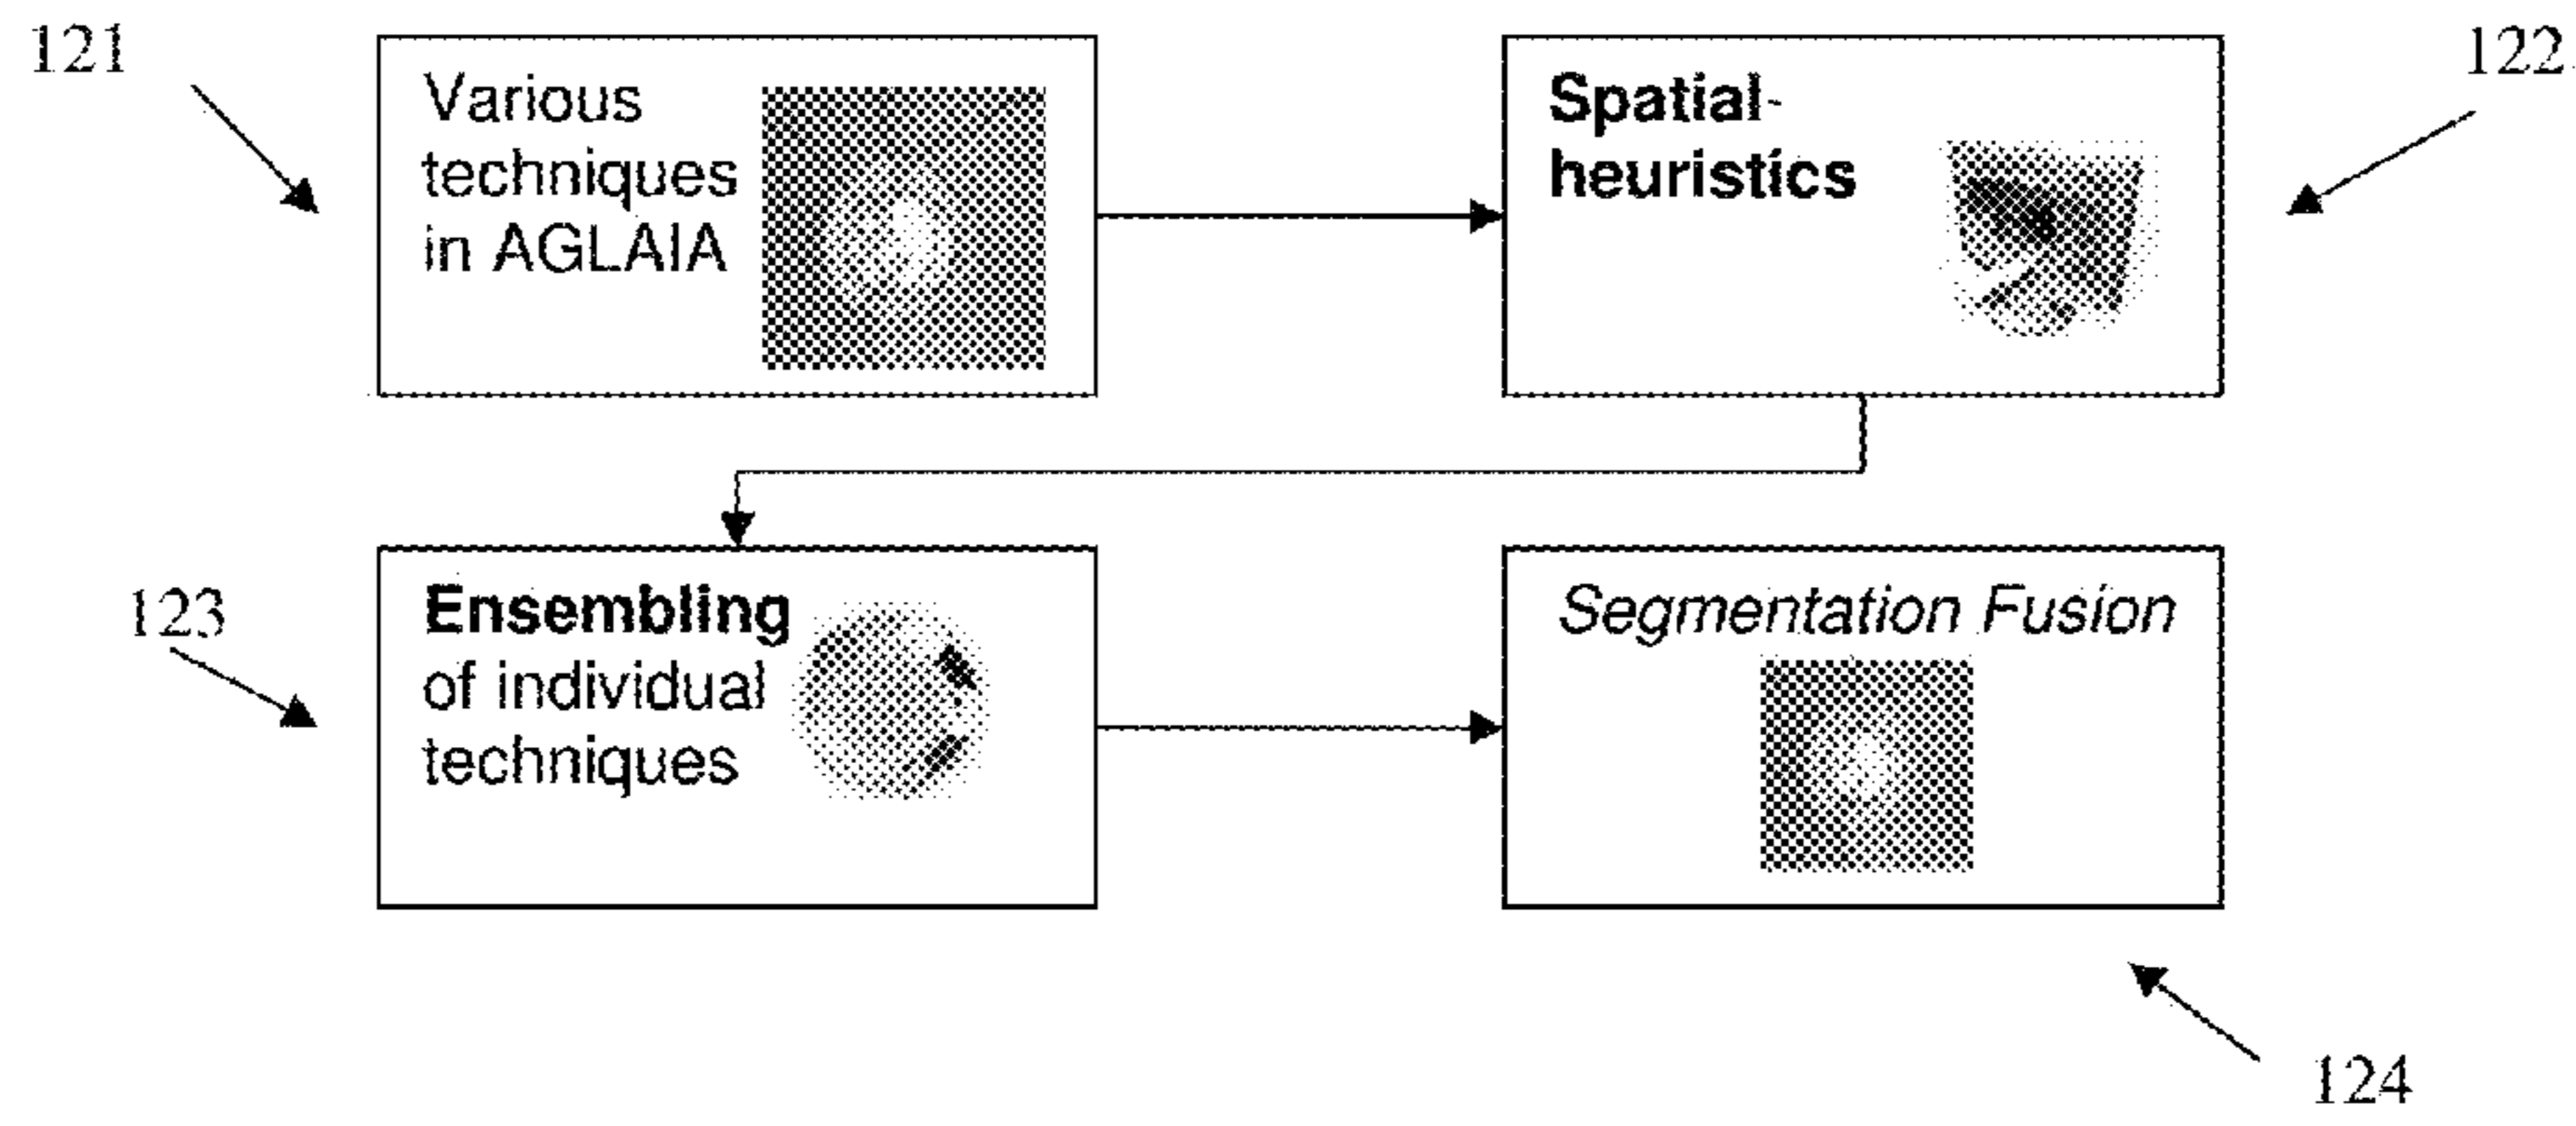 121
Various
techniques
in AGLAIA
Spatial-
heuristics
122
123
Ensembling
of individual
techniques
Segmentation Fusion
124